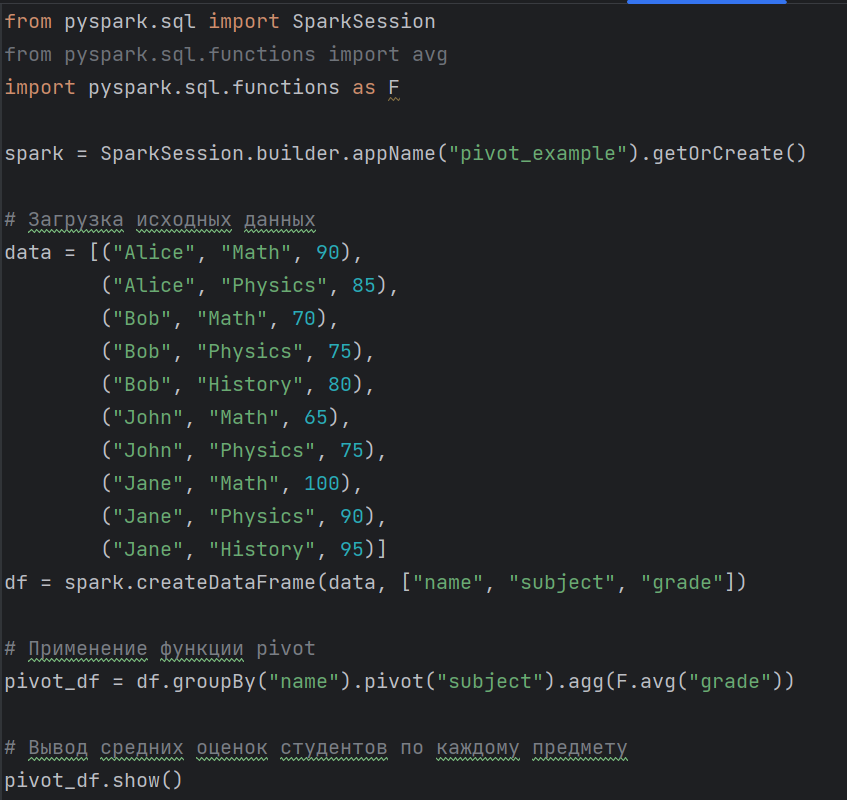 from pyspark.sql import SparkSession
from pyspark.sql.functions import avg
import pyspark.sql.functions as F
spark = SparkSession.builder.appName("pivot_example").getOrCreate()
# Загрузка исходных данных
data = [("Alice", "Math", 90),
        ("Alice", "Physics", 85),
        ("Bob", "Math", 70),
        ("Bob", "Physics", 75),
        ("Bob", "History", 80),
        ("John", "Math", 65),
        ("John", "Physics", 75),
        ("Jane", "Math", 100),
        ("Jane", "Physics", 90),
        ("Jane", "History", 95)]
df = spark.createDataFrame(data, ["name", "subject", "grade"])
# Применение функции pivot
pivot_df = df.groupBy("name").pivot("subject").agg(F.avg("grade"))
# Вывод средних оценок студентов по каждому предмету
pivot_df.show()